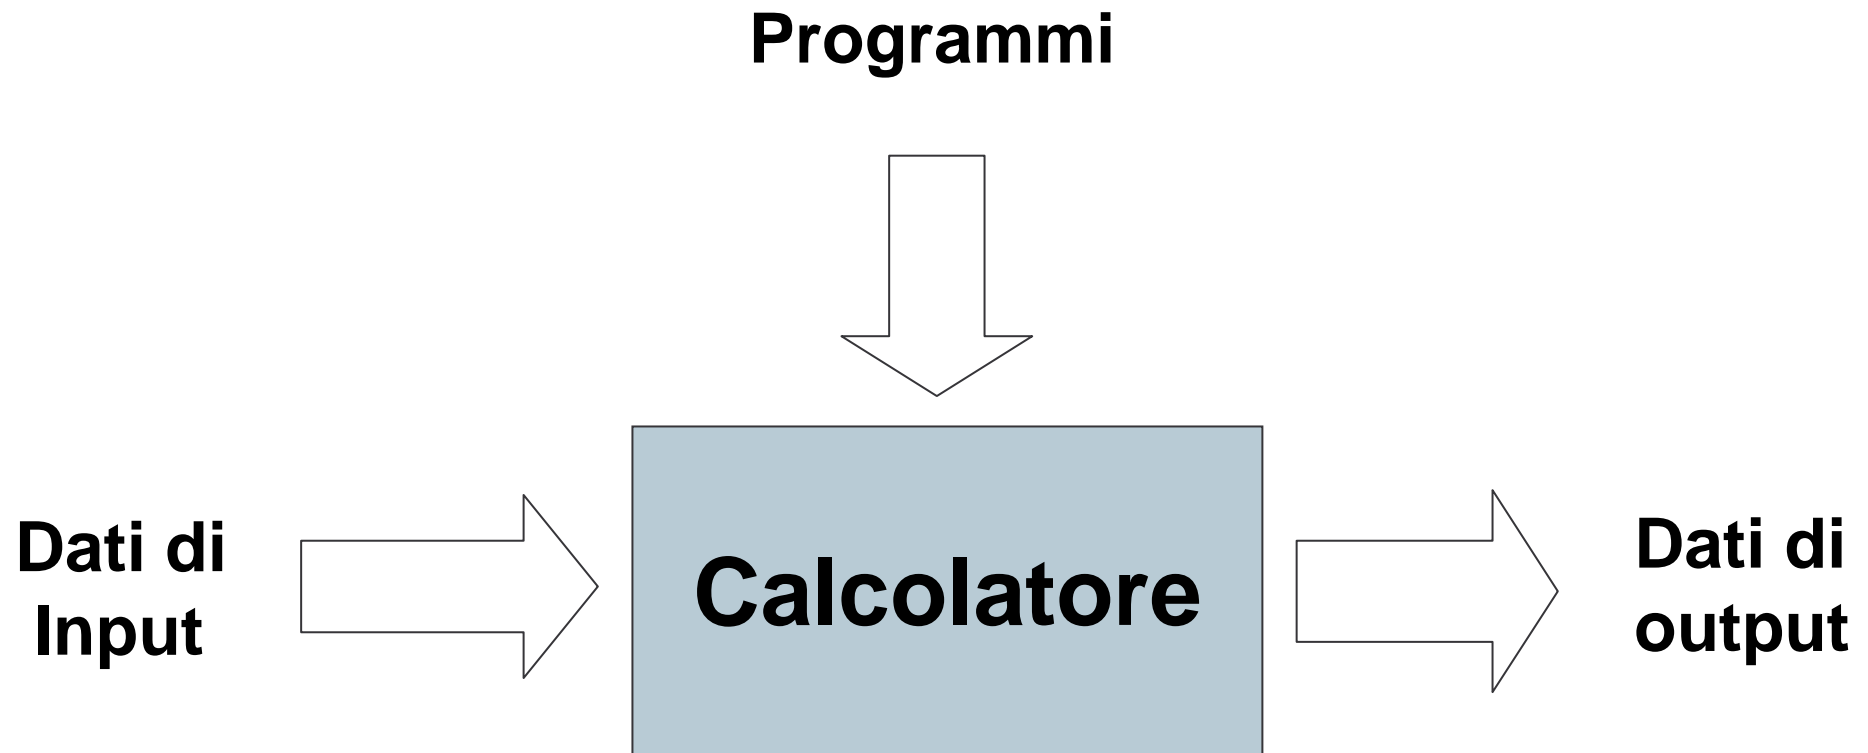 Programmi
Dati di
Input
Calcolatore
Dati di
output